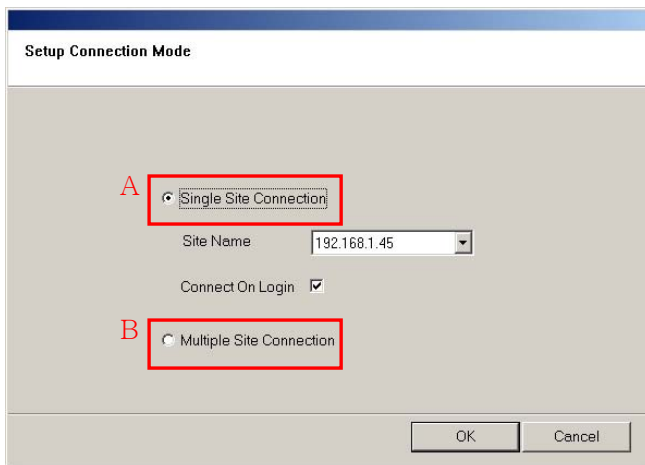 Setup Connection Mode
A
Single Site Connection
Site Name 192.168.1.45
Connect On Login
B
Multiple Site Connection
OK Cancel